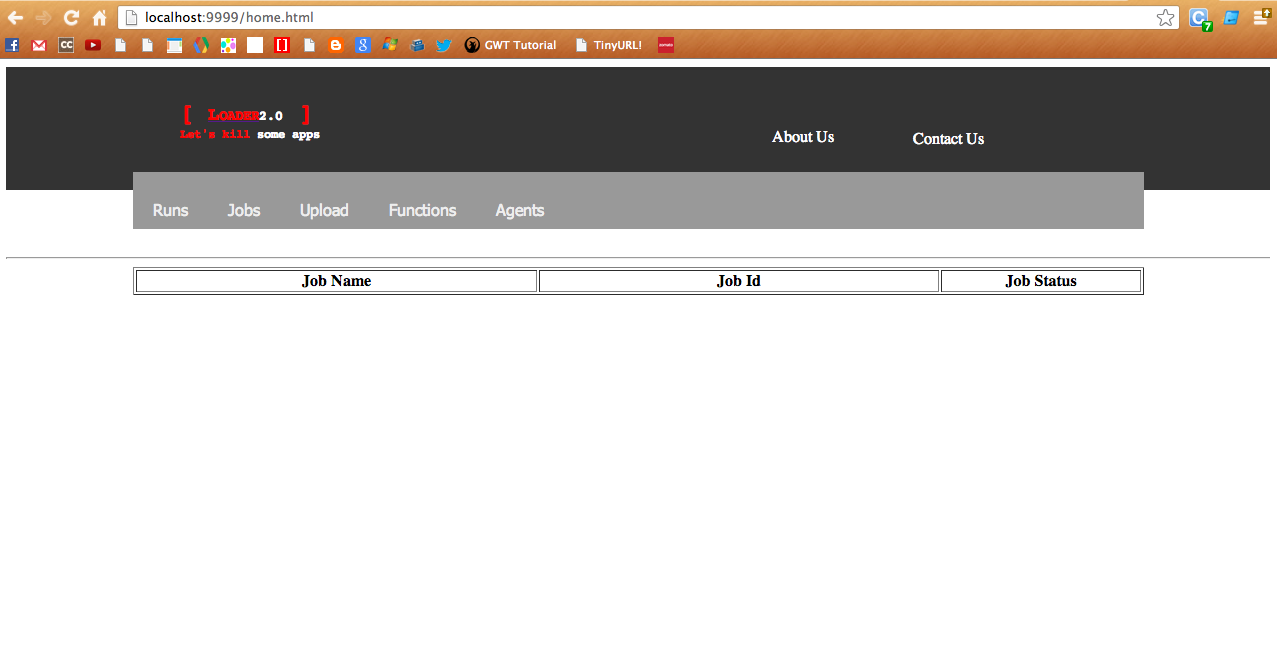 localhost:9999/home.html
GWT Tutorial TinyURL!
[ LOADER2.0 ]
Let's kill some apps
About Us Contact Us
Runs Jobs Upload Functions Agents
Job Name Job Id Job Status